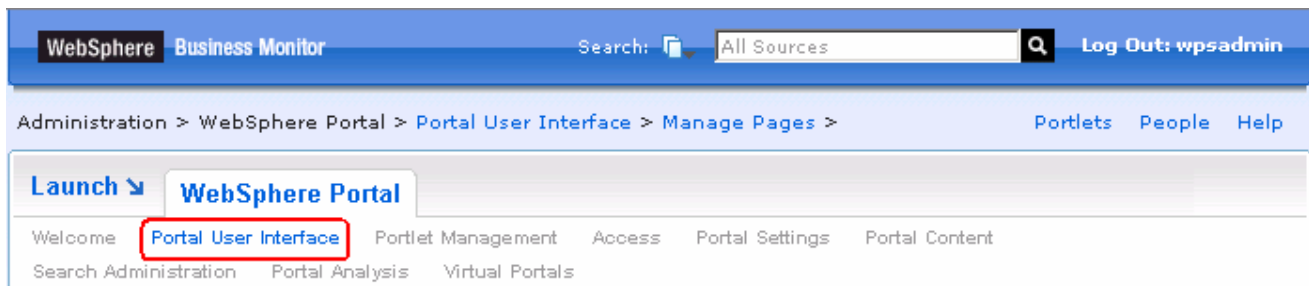 WebSphere Business Monitor Search: All Sources Log Out: wpsadmin
Administration > WebSphere Portal > Portal User Interface > Manage Pages > Portlets People Help
Launch WebSphere Portal
Welcome Portal User Interface Portlet Management Access Portal Settings Portal Content
Search Administration Portal Analysis Virtual Portals